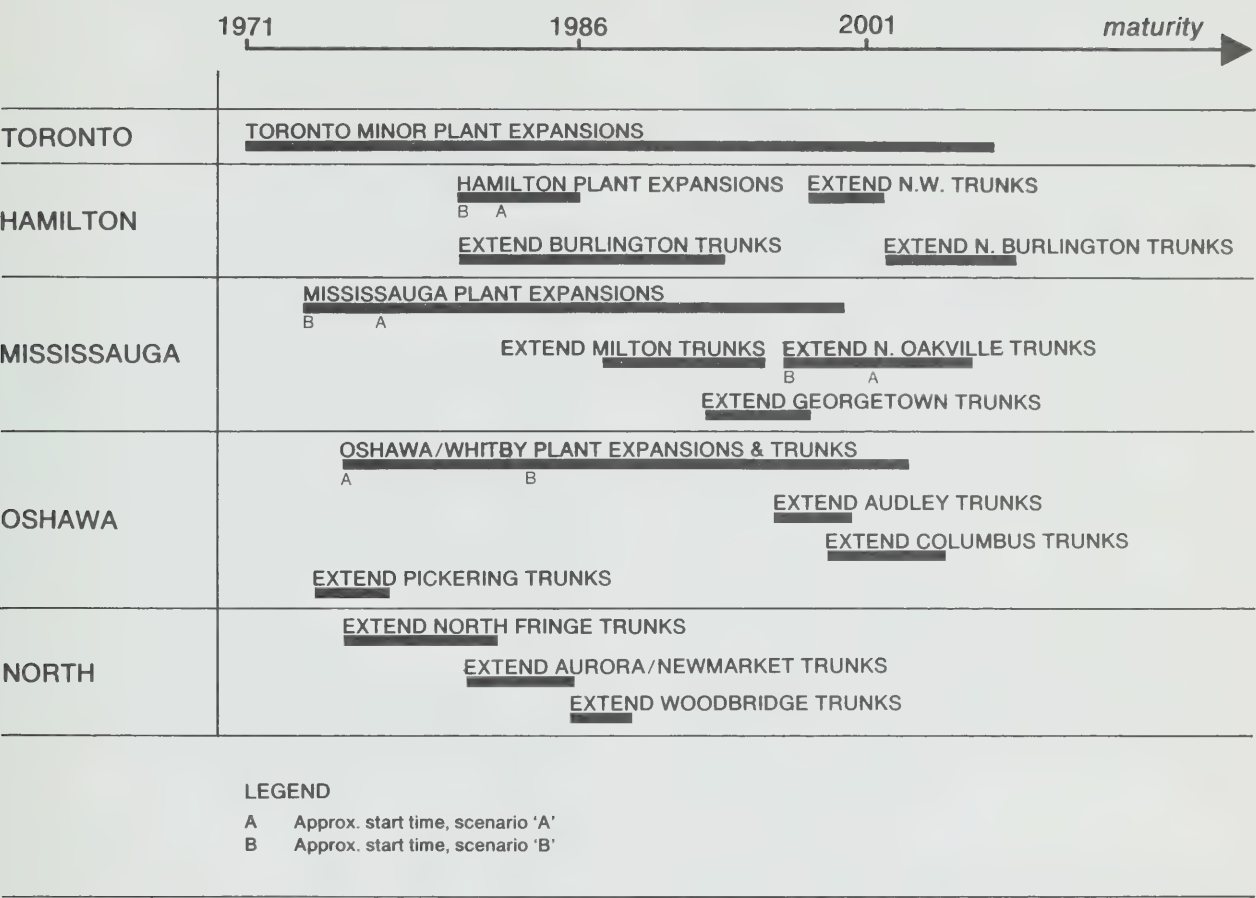 1971 1986 2001 maturity
TORONTO TORONTO MINOR PLANT EXPANSIONS
HAMILTON
HAMILTON PLANT EXPANSIONS EXTEND N.W. TRUNKS
B A
EXTEND BURLINGTON TRUNKS EXTEND N. BURLINGTON TRUNKS
MISSISSAUGA
MISSISSAUGA PLANT EXPANSIONS
B A
EXTEND MILTON TRUNKS EXTEND N. OAKVILLE TRUNKS
B A
EXTEND GEORGETOWN TRUNKS
OSHAWA
OSHAWA/WHITBY PLANT EXPANSIONS & TRUNKS
A B
EXTEND AUDLEY TRUNKS
EXTEND COLUMBUS TRUNKS
EXTEND PICKERING TRUNKS
NORTH
EXTEND NORTH FRINGE TRUNKS
EXTEND AURORA/NEWMARKET TRUNKS
EXTEND WOODBRIDGE TRUNKS
LEGEND
A Approx. start time, scenario 'A'
B Approx. start time, scenario 'B'